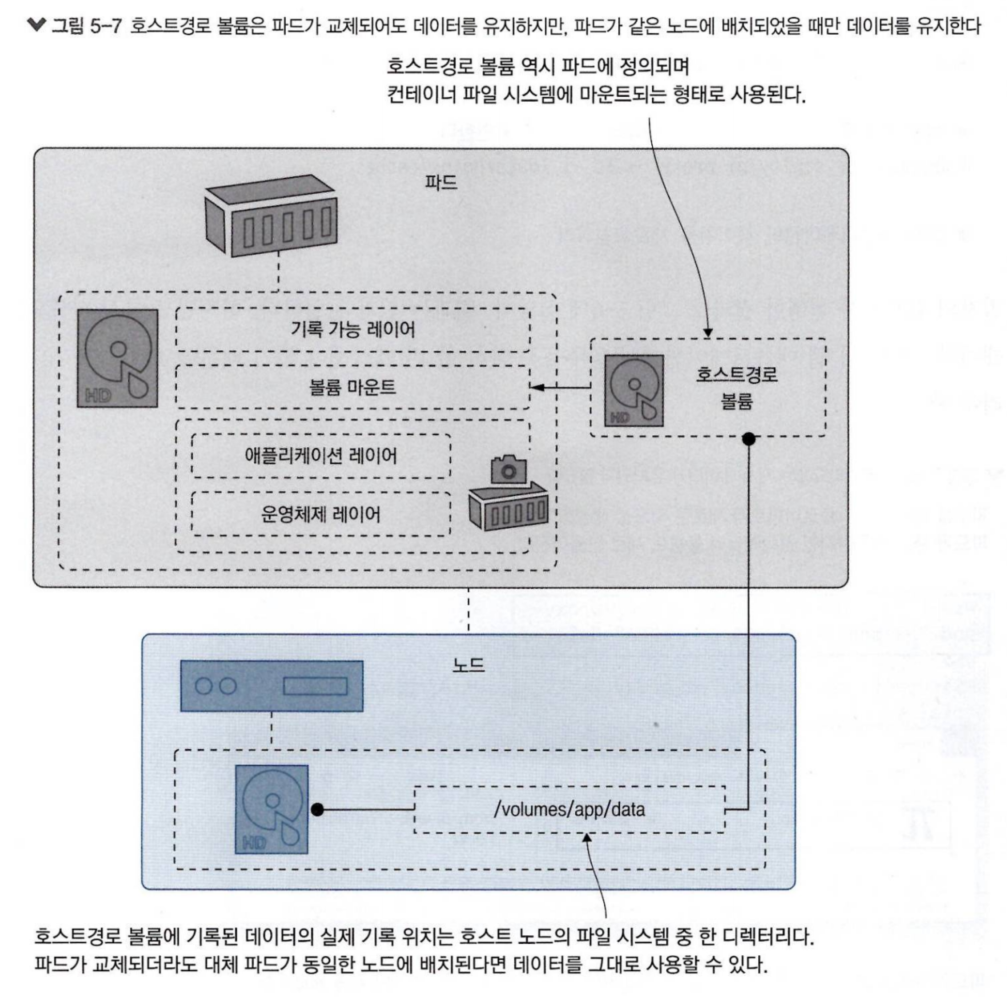 그림 5-7 호스트경로 볼륨은 파드가 교체되어도 데이터를 유지하지만, 파드가 같은 노드에 배치되었을 때만 데이터를 유지한다
호스트경로 볼륨 역시 파드에 정의되며
컨테이너 파일 시스템에 마운트되는 형태로 사용된다.
파드
기록 가능 레이어
HD
볼륨 마운트
호스트경로
볼륨
HD
애플리케이션 레이어
운영체제 레이어
노드
/volumes/app/data
HD
호스트경로 볼륨에 기록된 데이터의 실제 기록 위치는 호스트 노드의 파일 시스템 중 한 디렉터리다.
파드가 교체되더라도 대체 파드가 동일한 노드에 배치된다면 데이터를 그대로 사용할 수 있다.